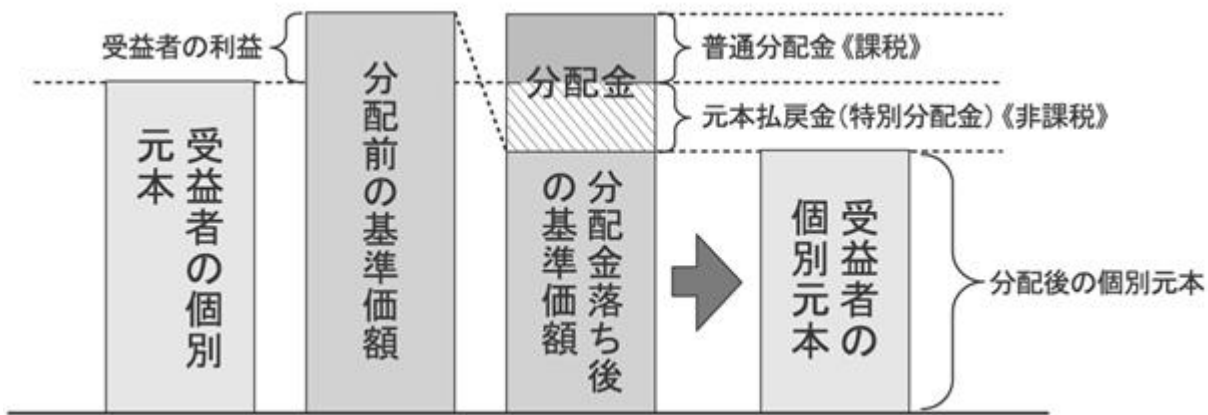 受益者の利益
受益者の個別
元本
分配前の基準価額
分配金
分配金落ち後
の基準価額
普通分配金《課税》
元本払戻金(特別分配金)《非課税》
受益者の
個別元本
分配後の個別元本